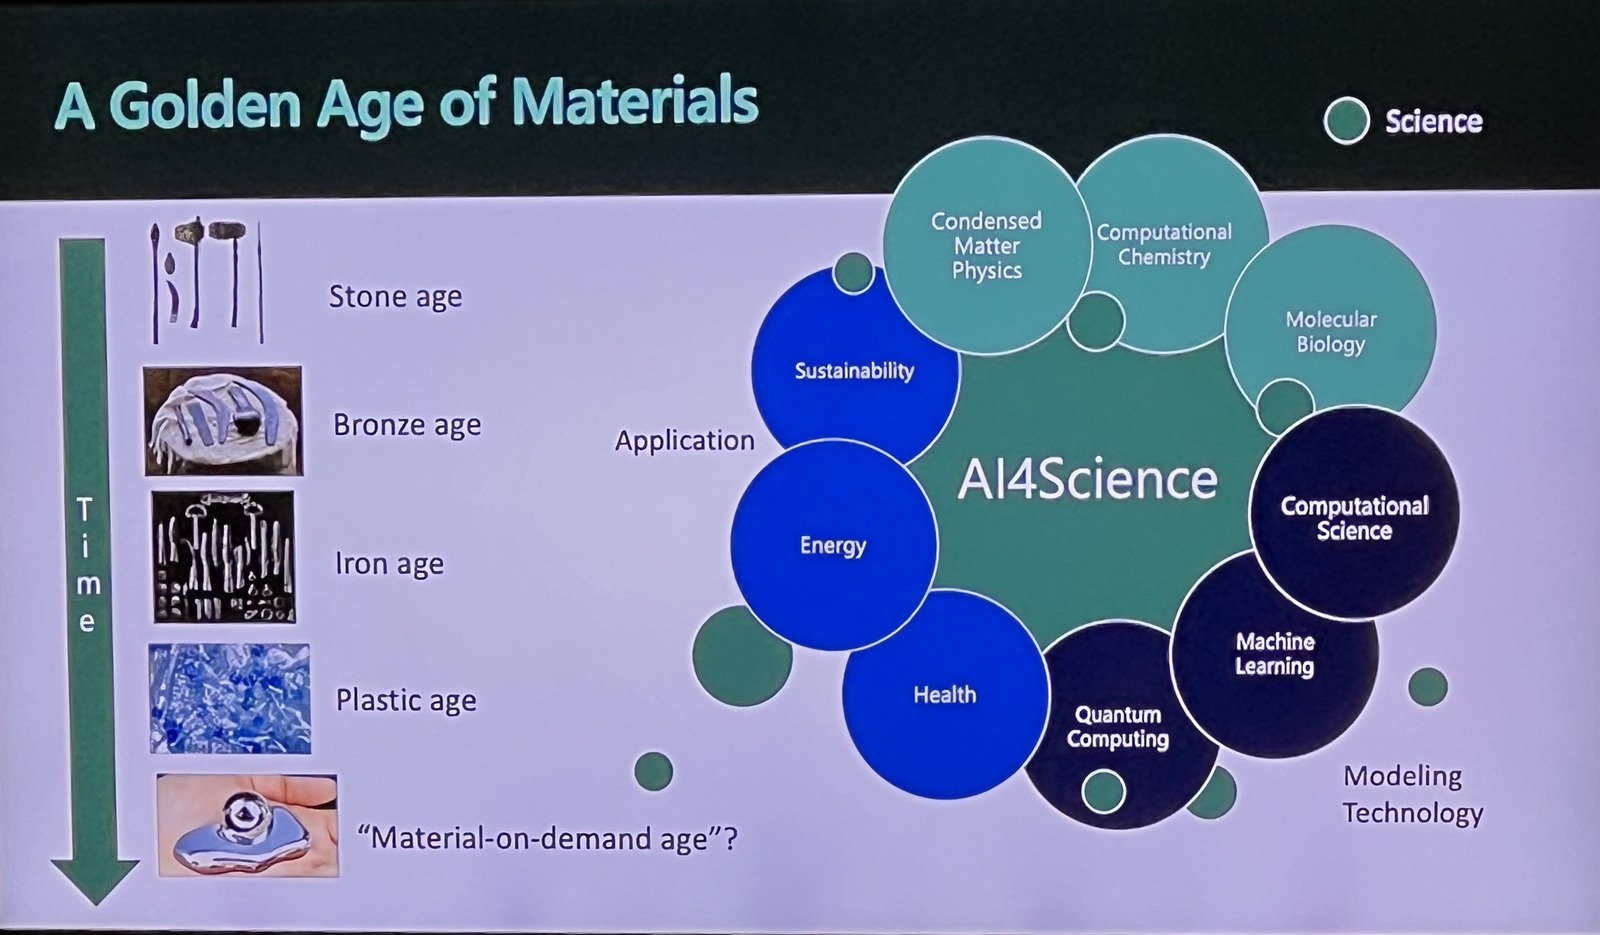 A Golden Age of Materials
Science
Time
Stone age
Bronze age
Iron age
Plastic age
“Material-on-demand age”?
Application
Condensed
Matter
Physics
Computational
Chemistry
Molecular
Biology
Sustainability
AI4Science
Energy
Computational
Science
Health
Machine
Learning
Quantum
Computing
Modeling
Technology